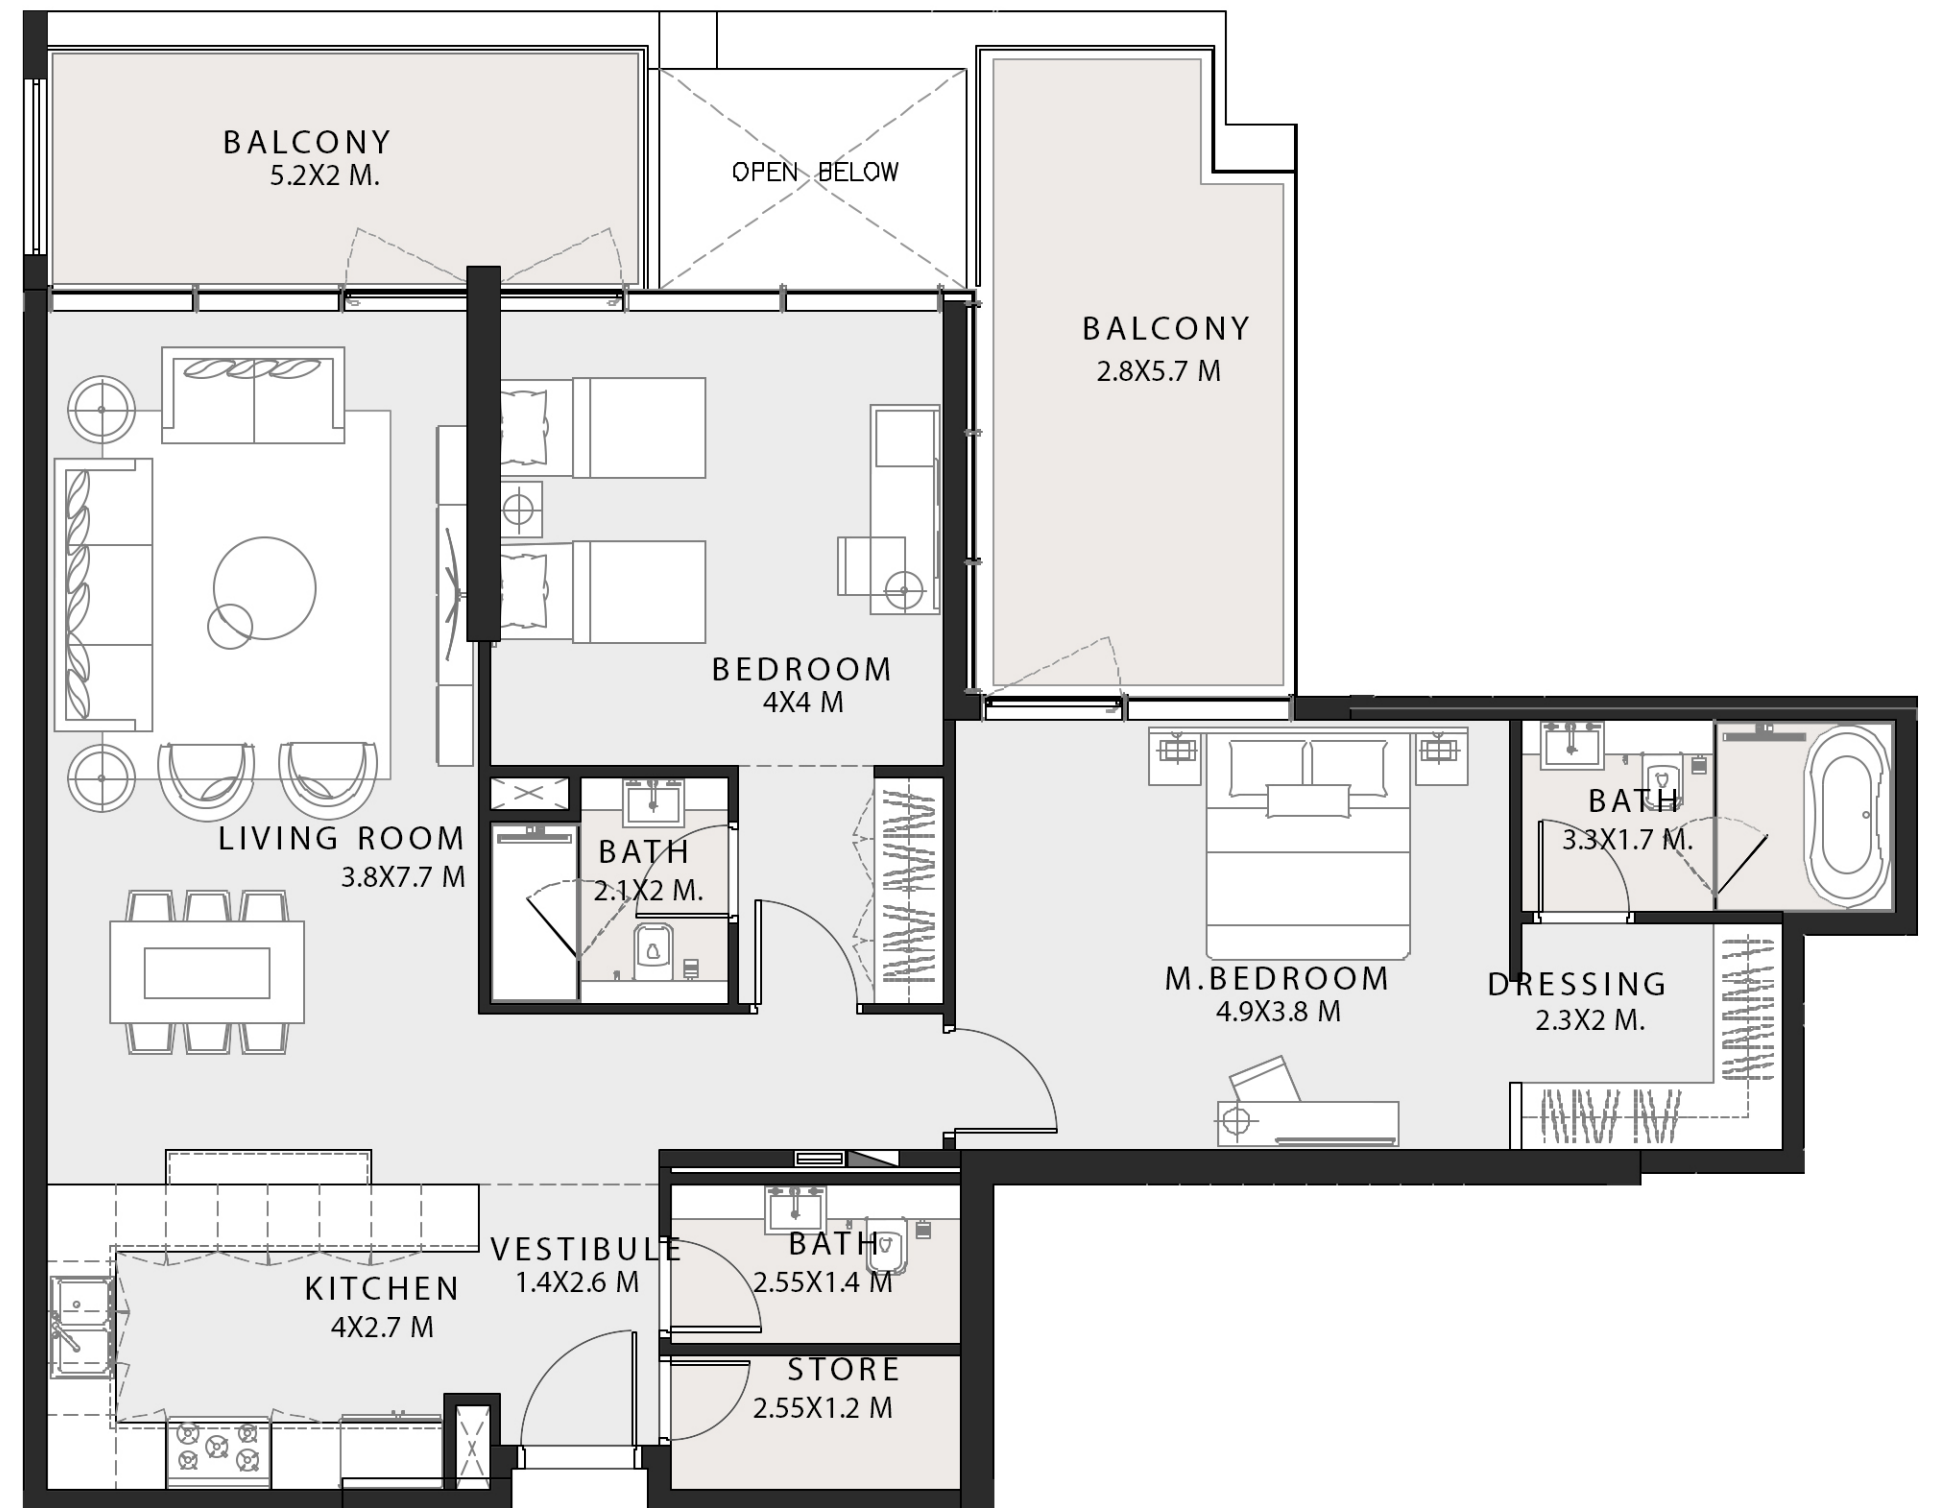 BALCONY
5.2X2 M.
OPEN BELOW
BALCONY
2.8X5.7 M
BEDROOM
4X4 M
LIVING ROOM
3.8X7.7 M
BATH
2.1X2 M.
BATH
3.3X1.7 M.
M.BEDROOM
4.9X3.8 M
DRESSING
2.3X2 M.
VESTIBULE
1.4X2.6 M
BATH
2.55X1.4 M
KITCHEN
4X2.7 M
STORE
2.55X1.2 M